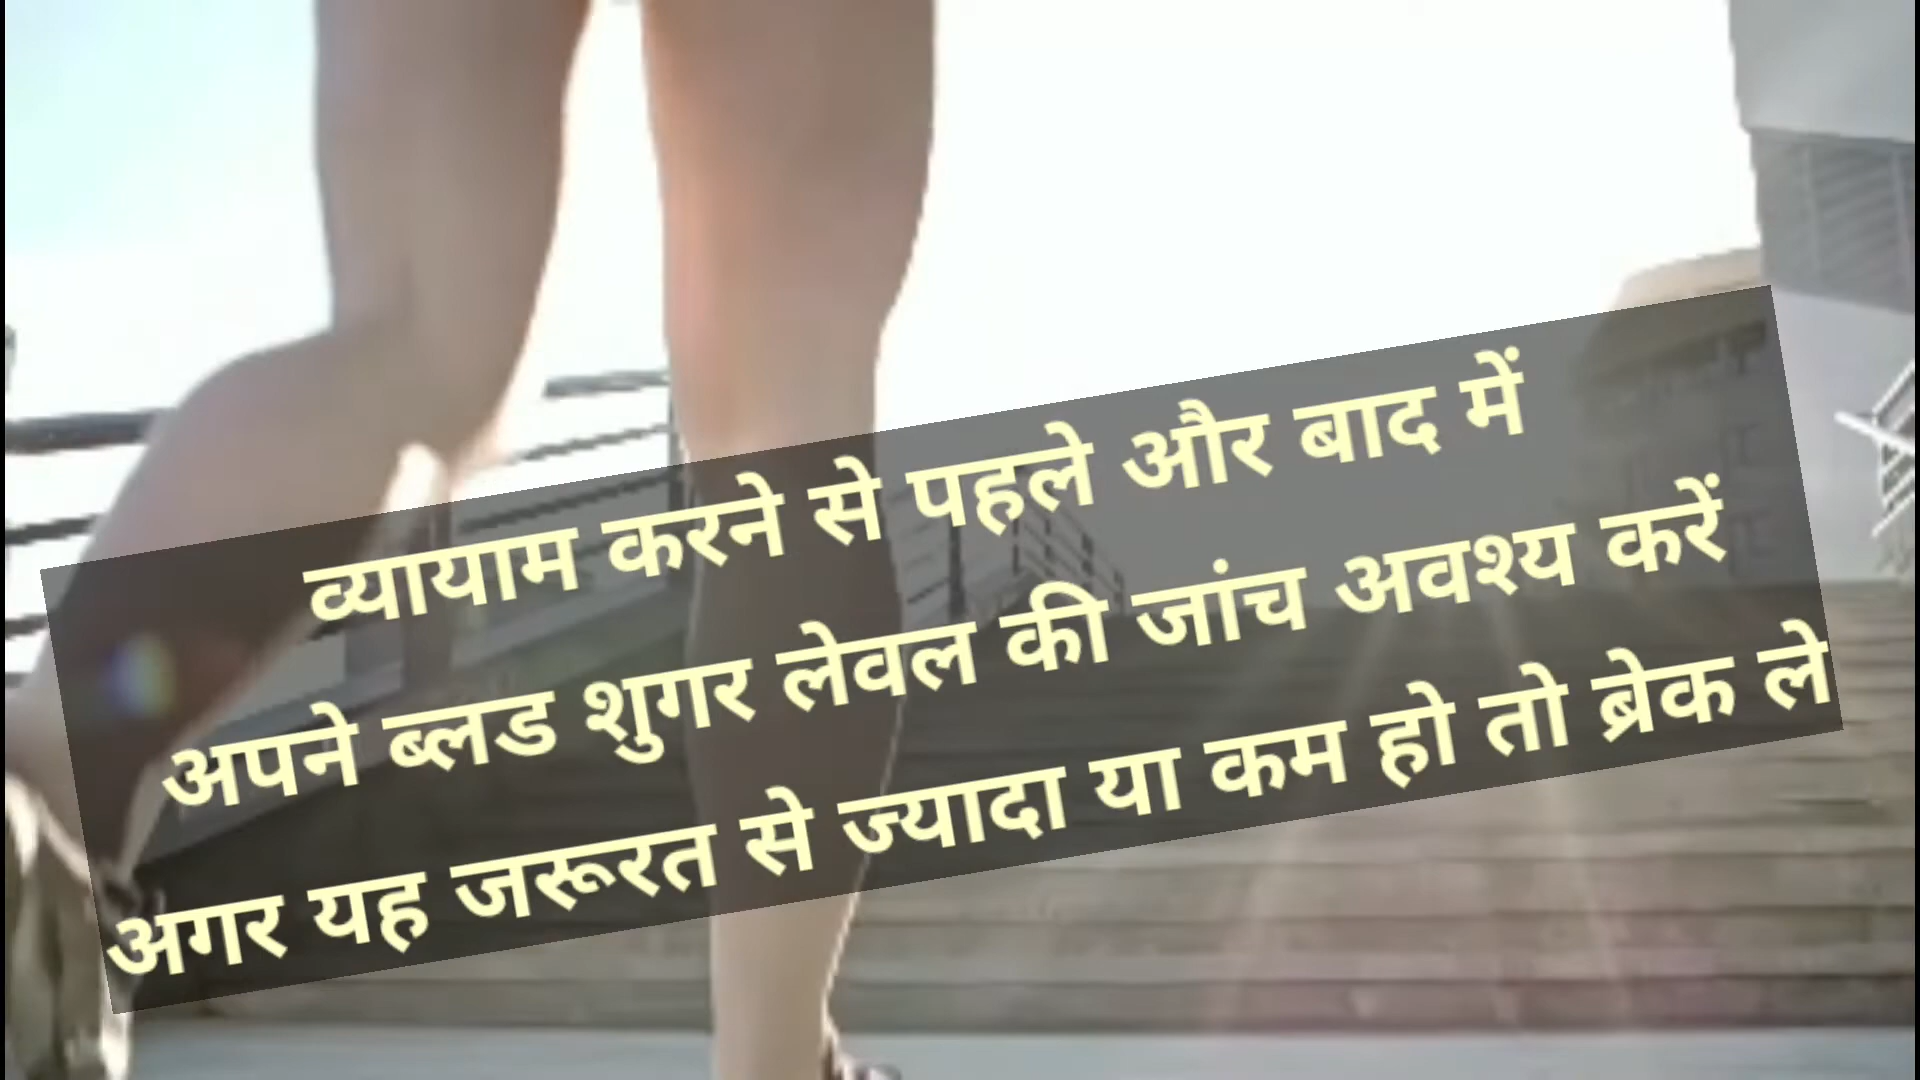 व्यायाम करने से पहले और बाद में
अपने ब्लड शुगर लेवल की जांच अवश्य करें
अगर यह जरूरत से ज्यादा या कम हो तो ब्रेक ले